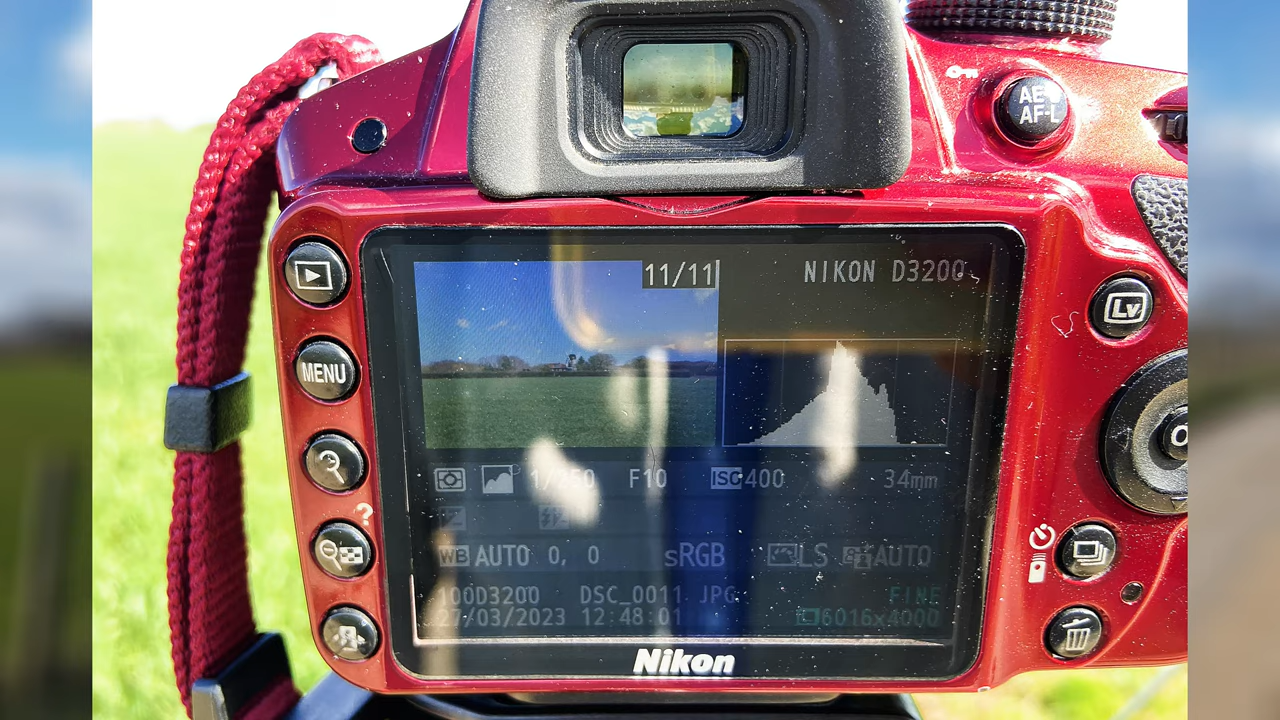 AE-L
AF-L
11/11
NIKON D3200
MENU
Lv
1/250 F10 ISO 400 34mm
?
WB AUTO 0, 0 sRGB LS AUTO
100D3200 DSC_0011 JPG FINE
27/03/2023 12:48:01 6016x4000
Nikon